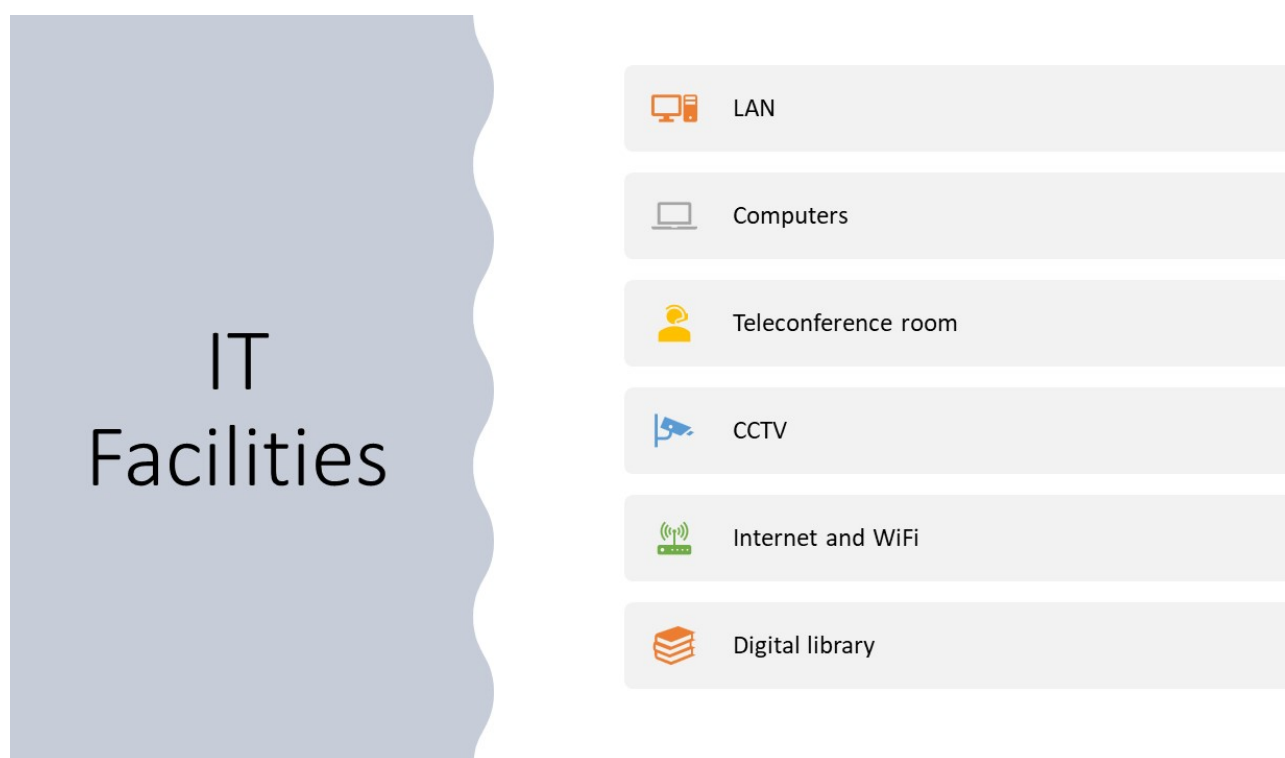 IT
Facilities
LAN
Computers
Teleconference room
CCTV
Internet and WiFi
Digital library